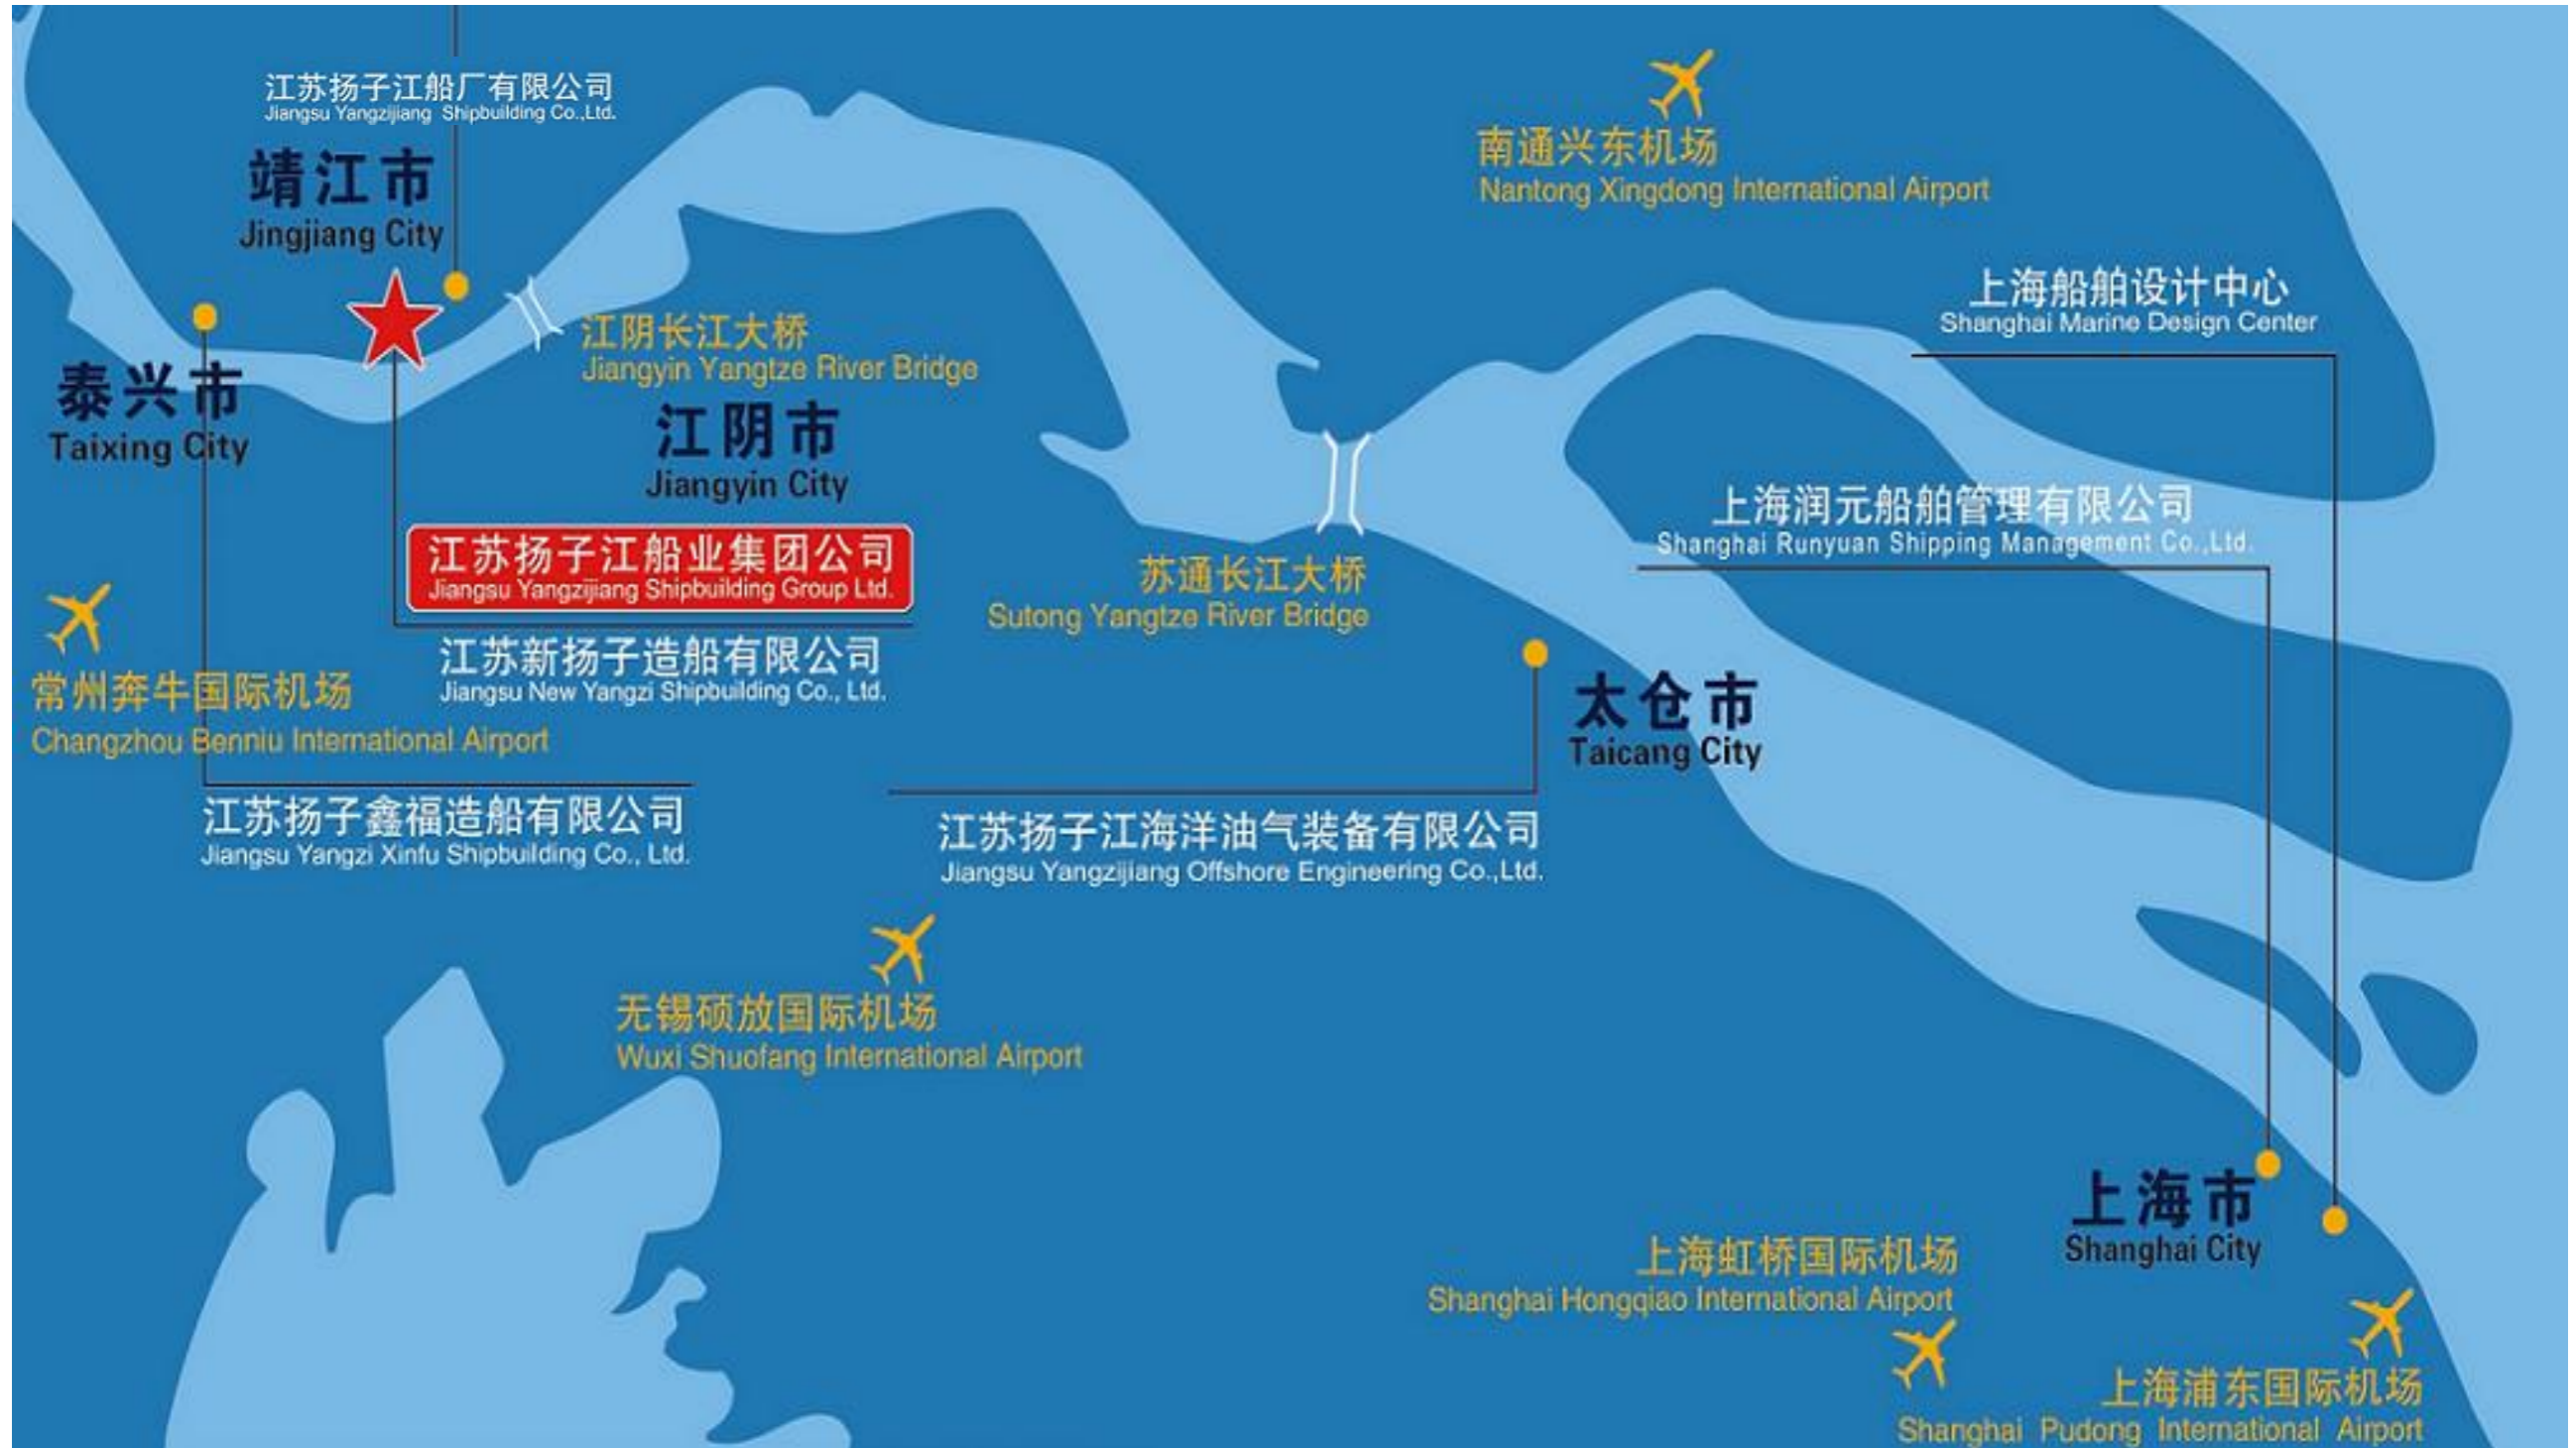 江苏扬子江船厂有限公司
Jiangsu Yangzijiang Shipbuilding Co.,Ltd.
靖江市
Jingjiang City
南通兴东机场
Nantong Xingdong International Airport
上海船舶设计中心
Shanghai Marine Design Center
江阴长江大桥
Jiangyin Yangtze River Bridge
泰兴市
Taixing City
江阴市
Jiangyin City
上海润元船舶管理有限公司
Shanghai Runyuan Shipping Management Co.,Ltd.
江苏扬子江船业集团公司
Jiangsu Yangzijiang Shipbuilding Group Ltd.
苏通长江大桥
Sutong Yangtze River Bridge
江苏新扬子造船有限公司
Jiangsu New Yangzi Shipbuilding Co., Ltd.
常州奔牛国际机场
Changzhou Benniu International Airport
太仓市
Taicang City
江苏扬子鑫福造船有限公司
Jiangsu Yangzi Xinfu Shipbuilding Co., Ltd.
江苏扬子江海洋油气装备有限公司
Jiangsu Yangzijiang Offshore Engineering Co.,Ltd.
无锡硕放国际机场
Wuxi Shuofang International Airport
上海市
Shanghai City
上海虹桥国际机场
Shanghai Hongqiao International Airport
上海浦东国际机场
Shanghai Pudong International Airport